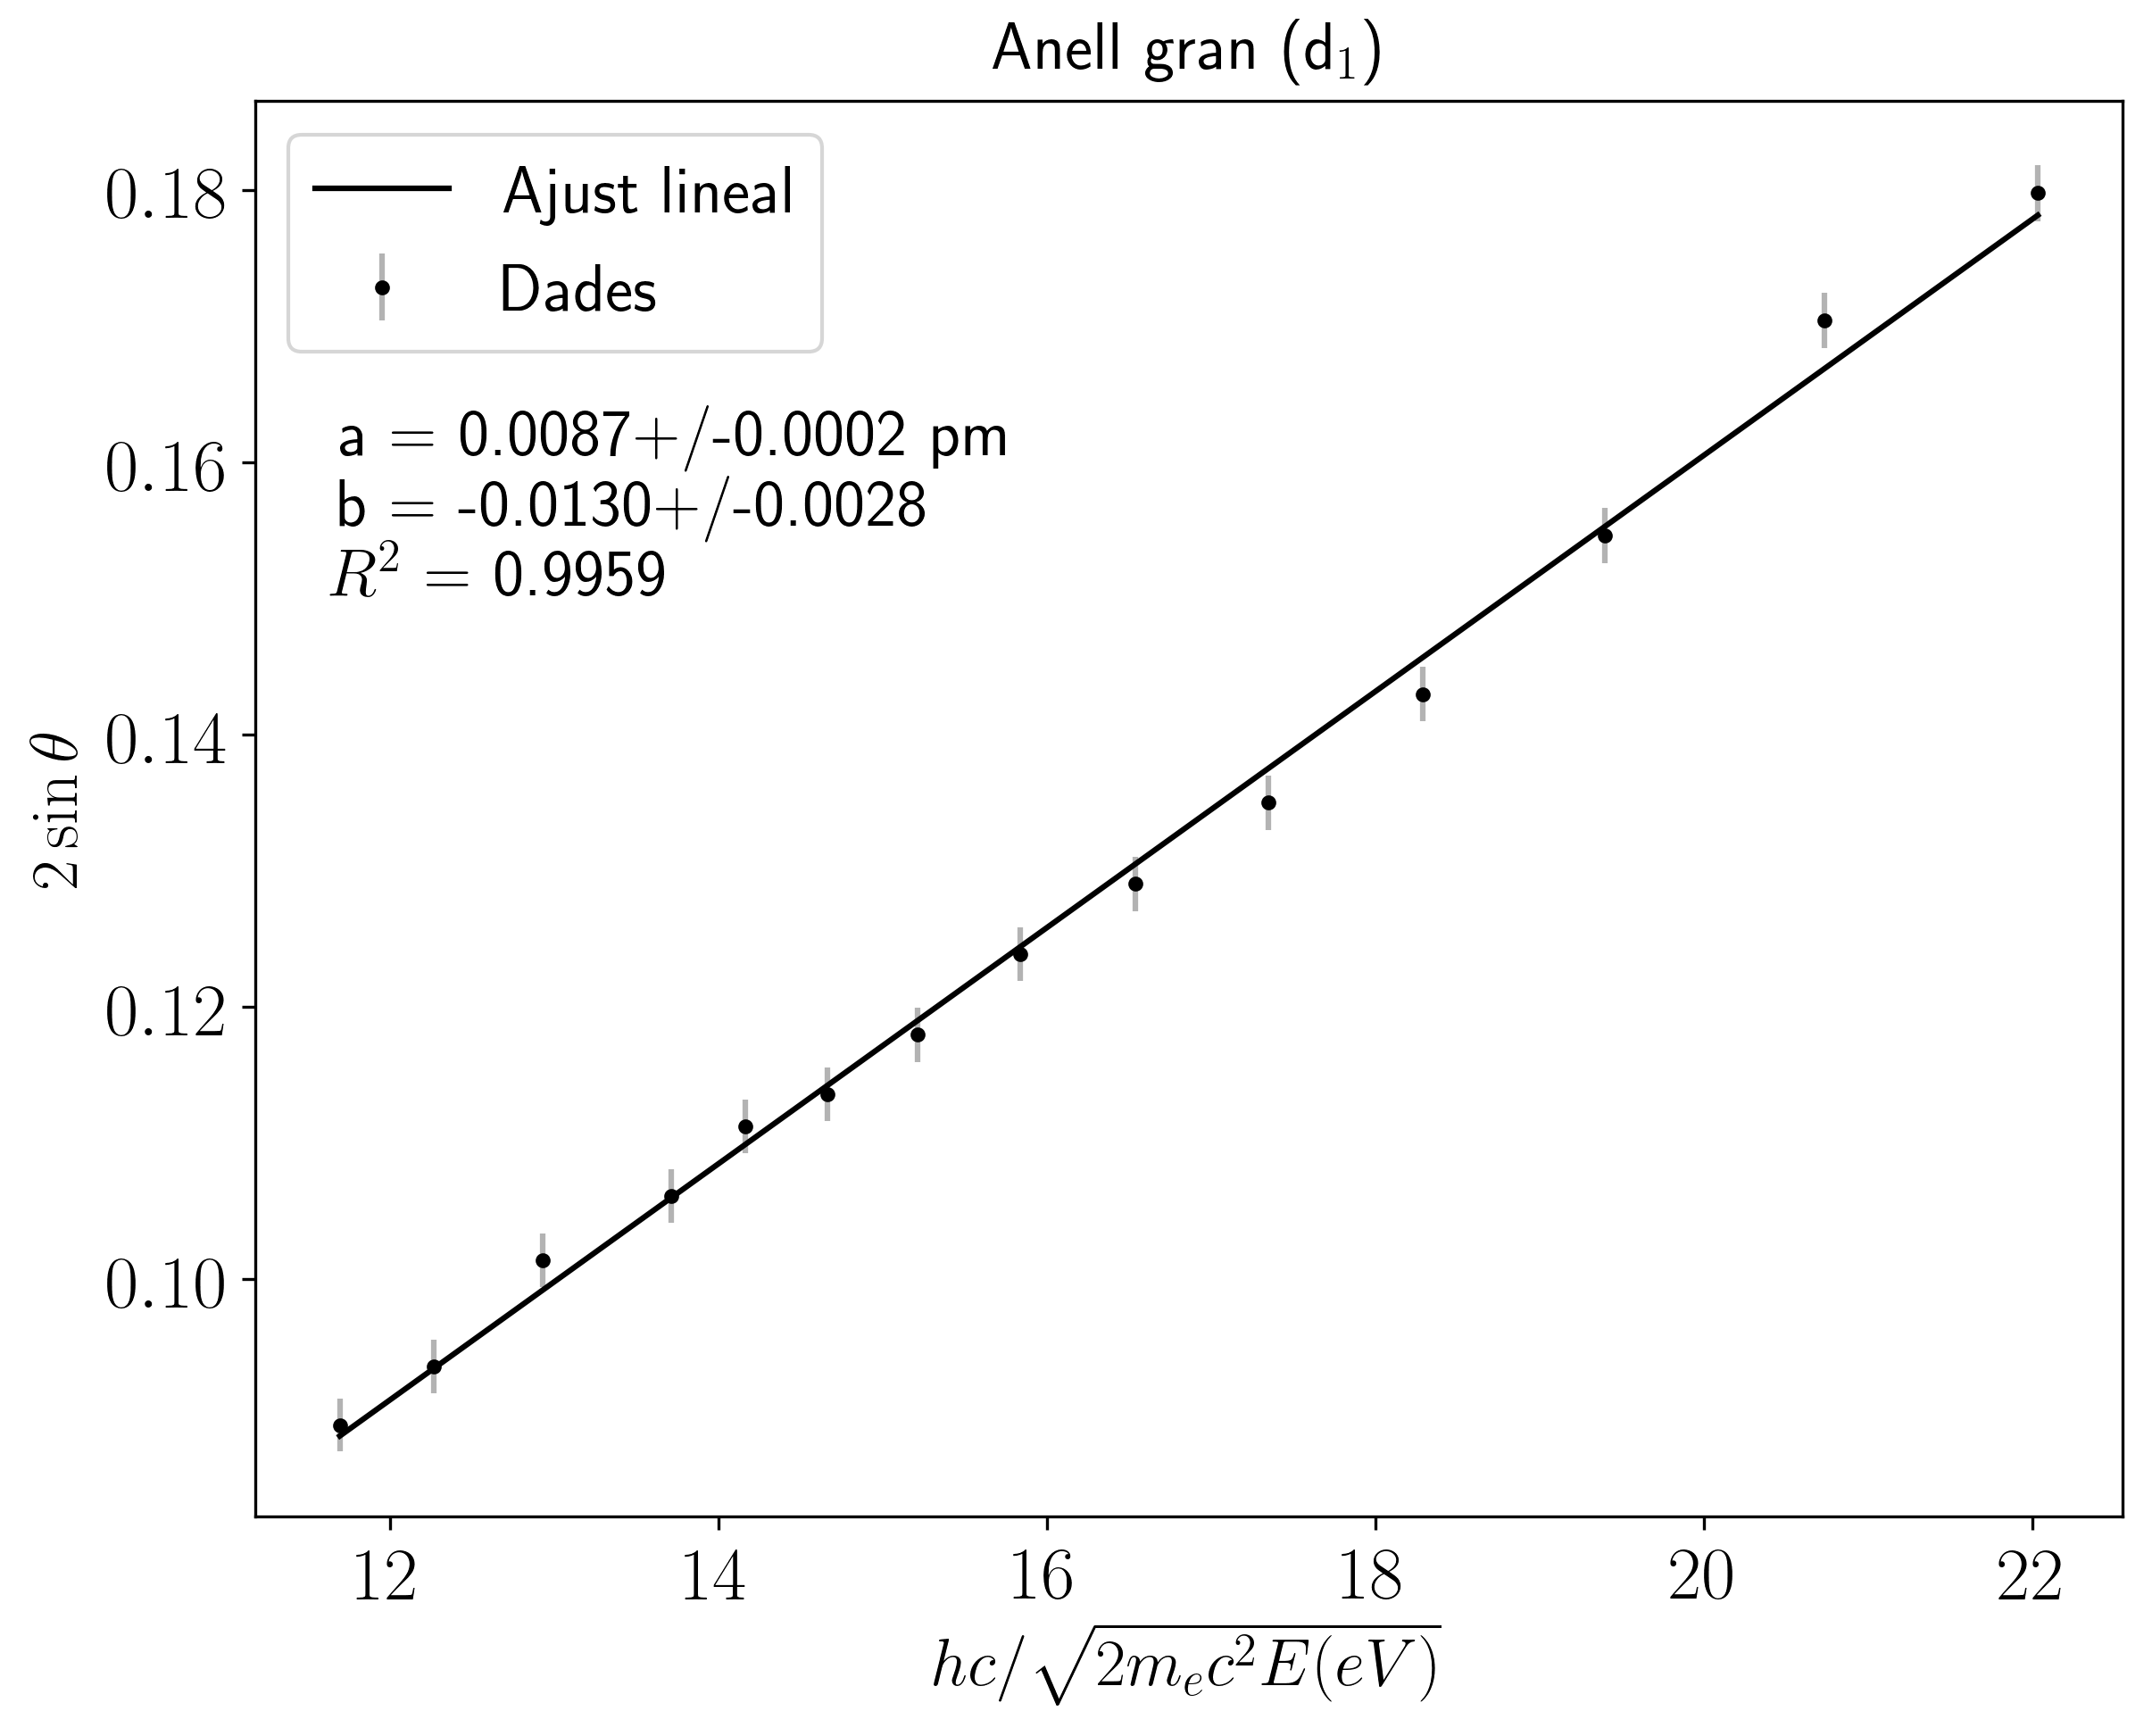 Anell gran (d₁)
Ajust lineal
Dades
a = 0.0087+/-0.0002 pm
b = -0.0130+/-0.0028
R² = 0.9959
2 sin θ
0.18
0.16
0.14
0.12
0.10
12 14 16 18 20 22
hc/√2mₑc²E(eV)